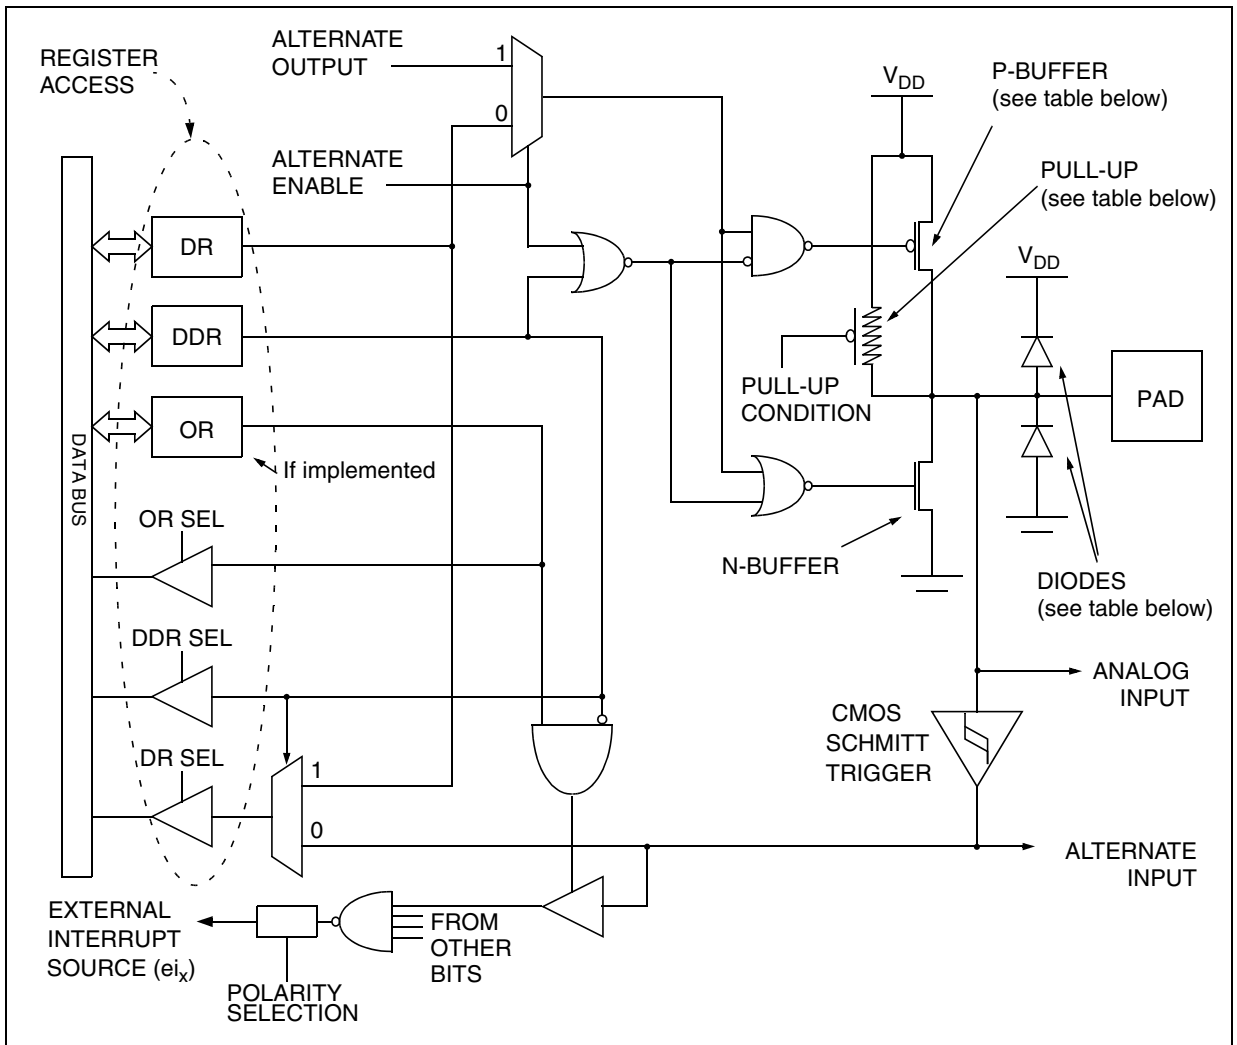 REGISTER
ACCESS
ALTERNATE
OUTPUT
1
0
ALTERNATE
ENABLE
VDD
P-BUFFER
(see table below)
PULL-UP
(see table below)
DR
DDR
OR
If implemented
DATA BUS
VDD
PULL-UP
CONDITION
PAD
OR SEL
N-BUFFER
DIODES
(see table below)
DDR SEL
ANALOG
INPUT
CMOS
SCHMITT
TRIGGER
DR SEL
1
0
ALTERNATE
INPUT
EXTERNAL
INTERRUPT
SOURCE (eix)
FROM
OTHER
BITS
POLARITY
SELECTION